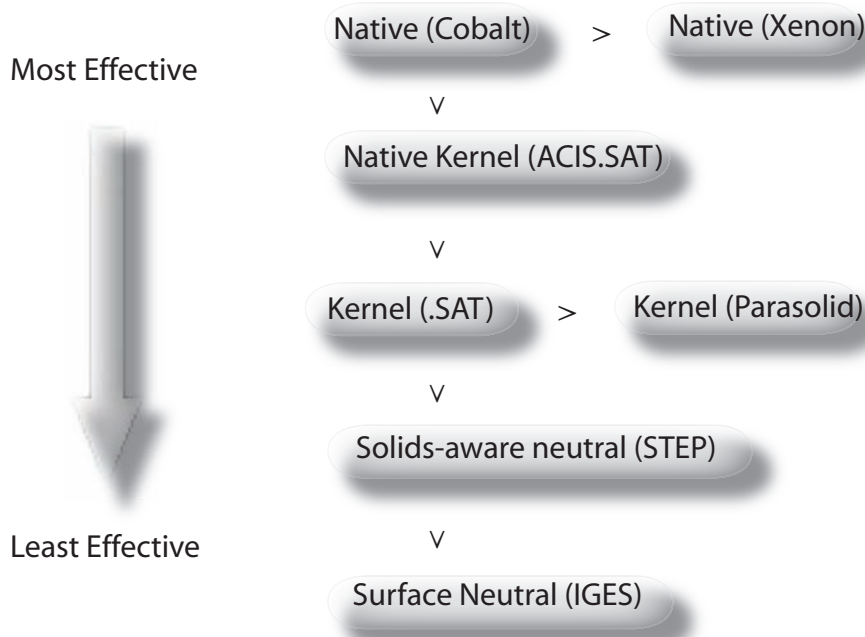 Native (Cobalt) > Native (Xenon)
Most Effective
∨
Native Kernel (ACIS.SAT)
∨
Kernel (.SAT) > Kernel (Parasolid)
∨
Solids-aware neutral (STEP)
Least Effective
∨
Surface Neutral (IGES)